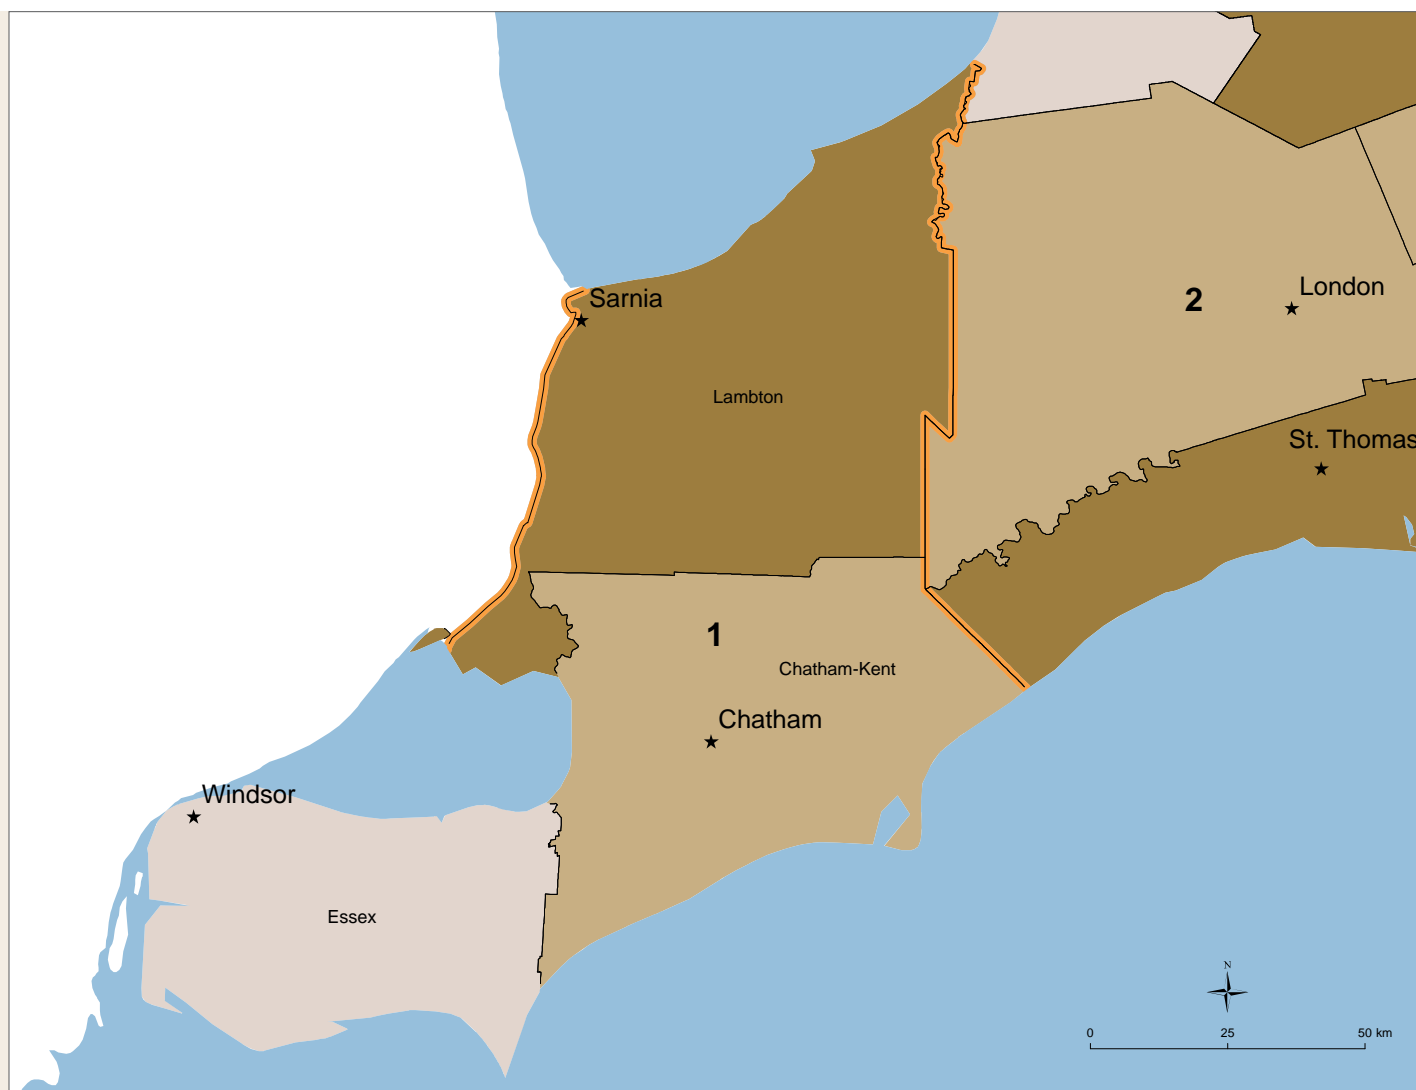 Sarnia
London
2
Lambton
St. Thomas
1
Chatham-Kent
Chatham
Windsor
Essex
N
0 25 50 km